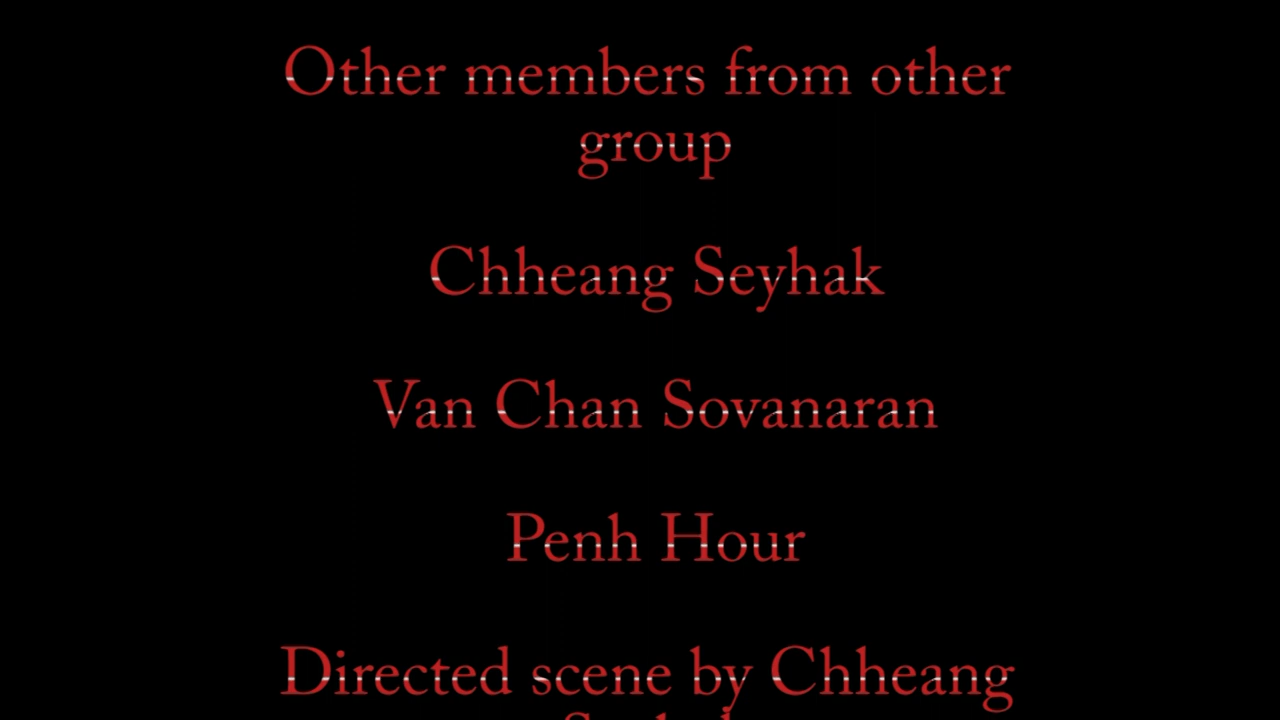 Other members from other
group
Chheang Seyhak
Van Chan Sovanaran
Penh Hour
Directed scene by Chheang